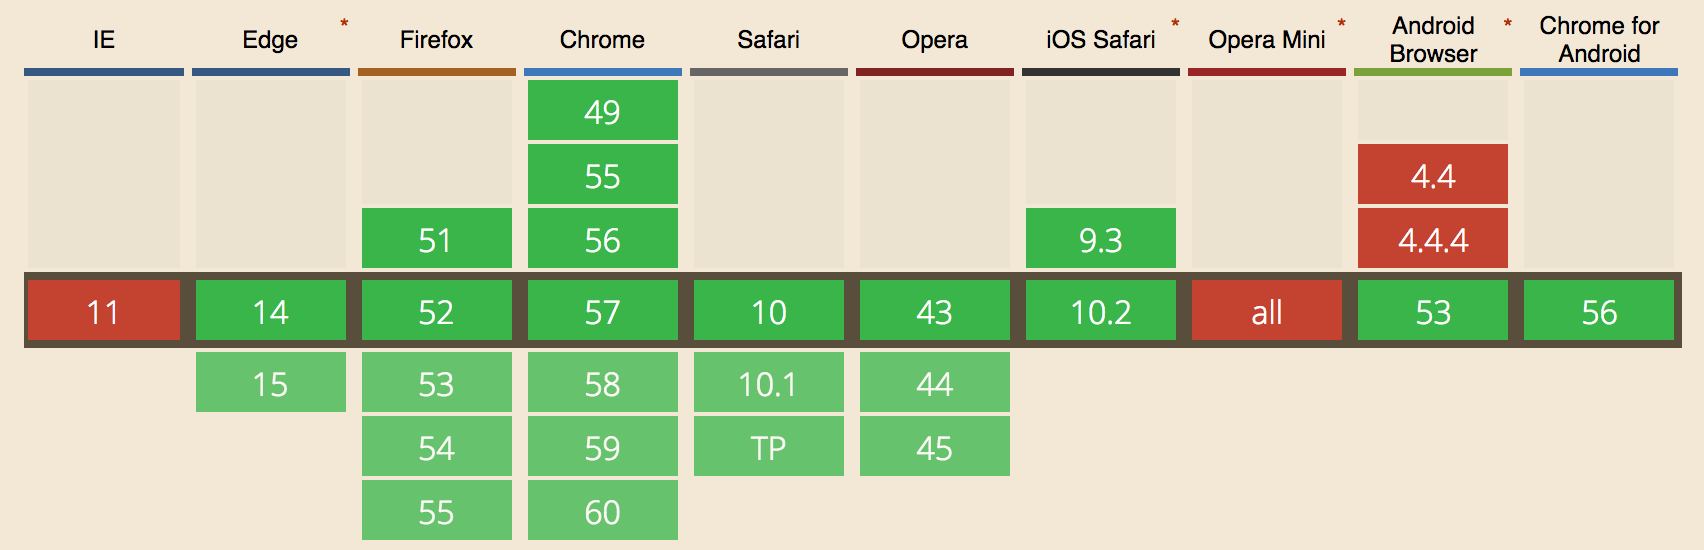 IE Edge * Firefox Chrome Safari Opera iOS Safari * Opera Mini * Android Browser * Chrome for Android
49
55 4.4
51 56 9.3 4.4.4
11 14 52 57 10 43 10.2 all 53 56
15 53 58 10.1 44
54 59 TP 45
55 60